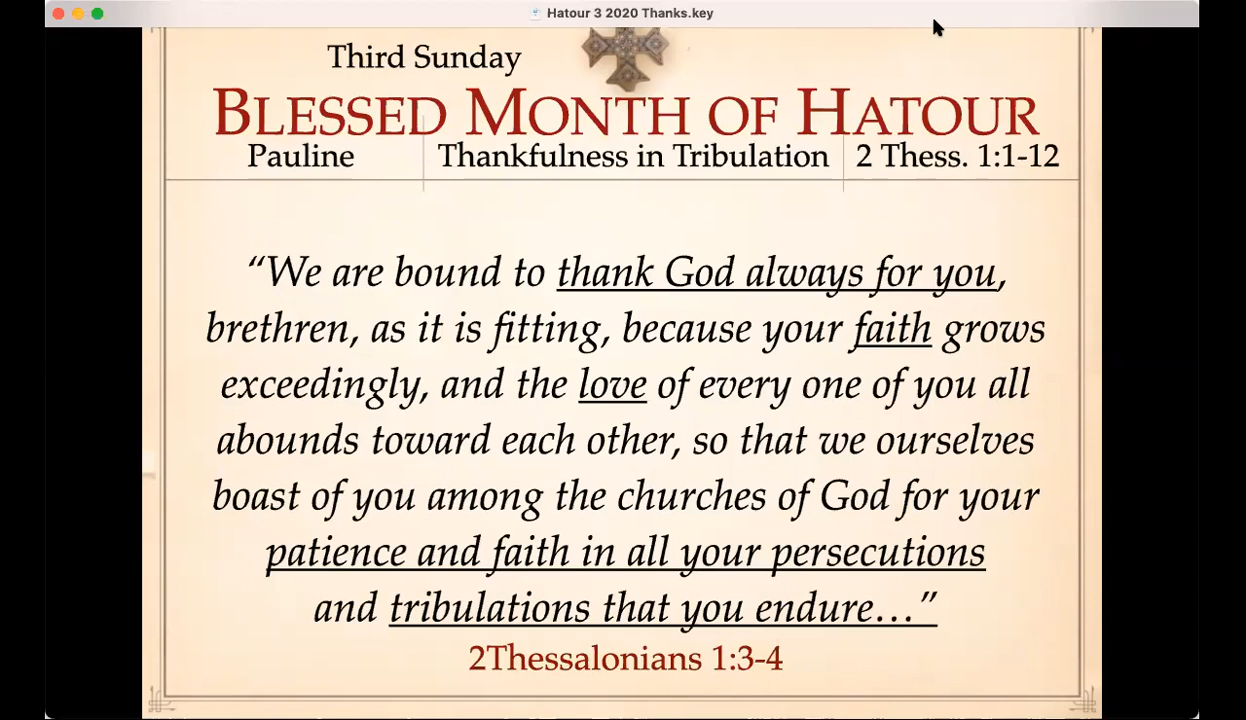 Hatour 3 2020 Thanks.key
Third Sunday
BLESSED MONTH OF HATOUR
Pauline Thankfulness in Tribulation 2 Thess. 1:1-12
“We are bound to thank God always for you,
brethren, as it is fitting, because your faith grows
exceedingly, and the love of every one of you all
abounds toward each other, so that we ourselves
boast of you among the churches of God for your
patience and faith in all your persecutions
and tribulations that you endure…”
2Thessalonians 1:3-4